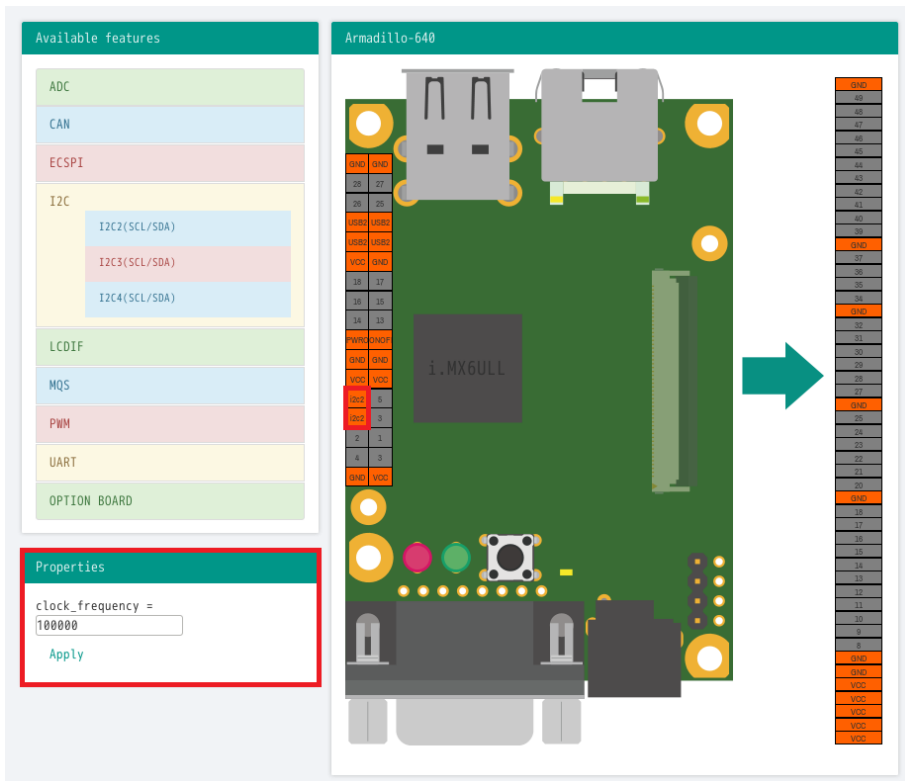 Available features
ADC
CAN
ECSPI
I2C
I2C2(SCL/SDA)
I2C3(SCL/SDA)
I2C4(SCL/SDA)
LCDIF
MQS
PWM
UART
OPTION BOARD
Properties
clock_frequency =
100000
Apply
Armadillo-640
GND GND
28 27
26 25
USB2 USB2
USB2 USB2
VCC GND
18 17
16 15
14 13
PWRO ONOF
GND GND
VCC VCC
i2c2 5
i2c2 3
2 1
4 3
GND VCC
i.MX6ULL
GND
49
48
47
46
45
44
43
42
41
40
39
GND
37
36
35
34
GND
32
31
30
29
28
27
GND
25
24
23
22
21
20
GND
18
17
16
15
14
13
12
11
10
9
8
GND
GND
VCC
VCC
VCC
VCC
VCC